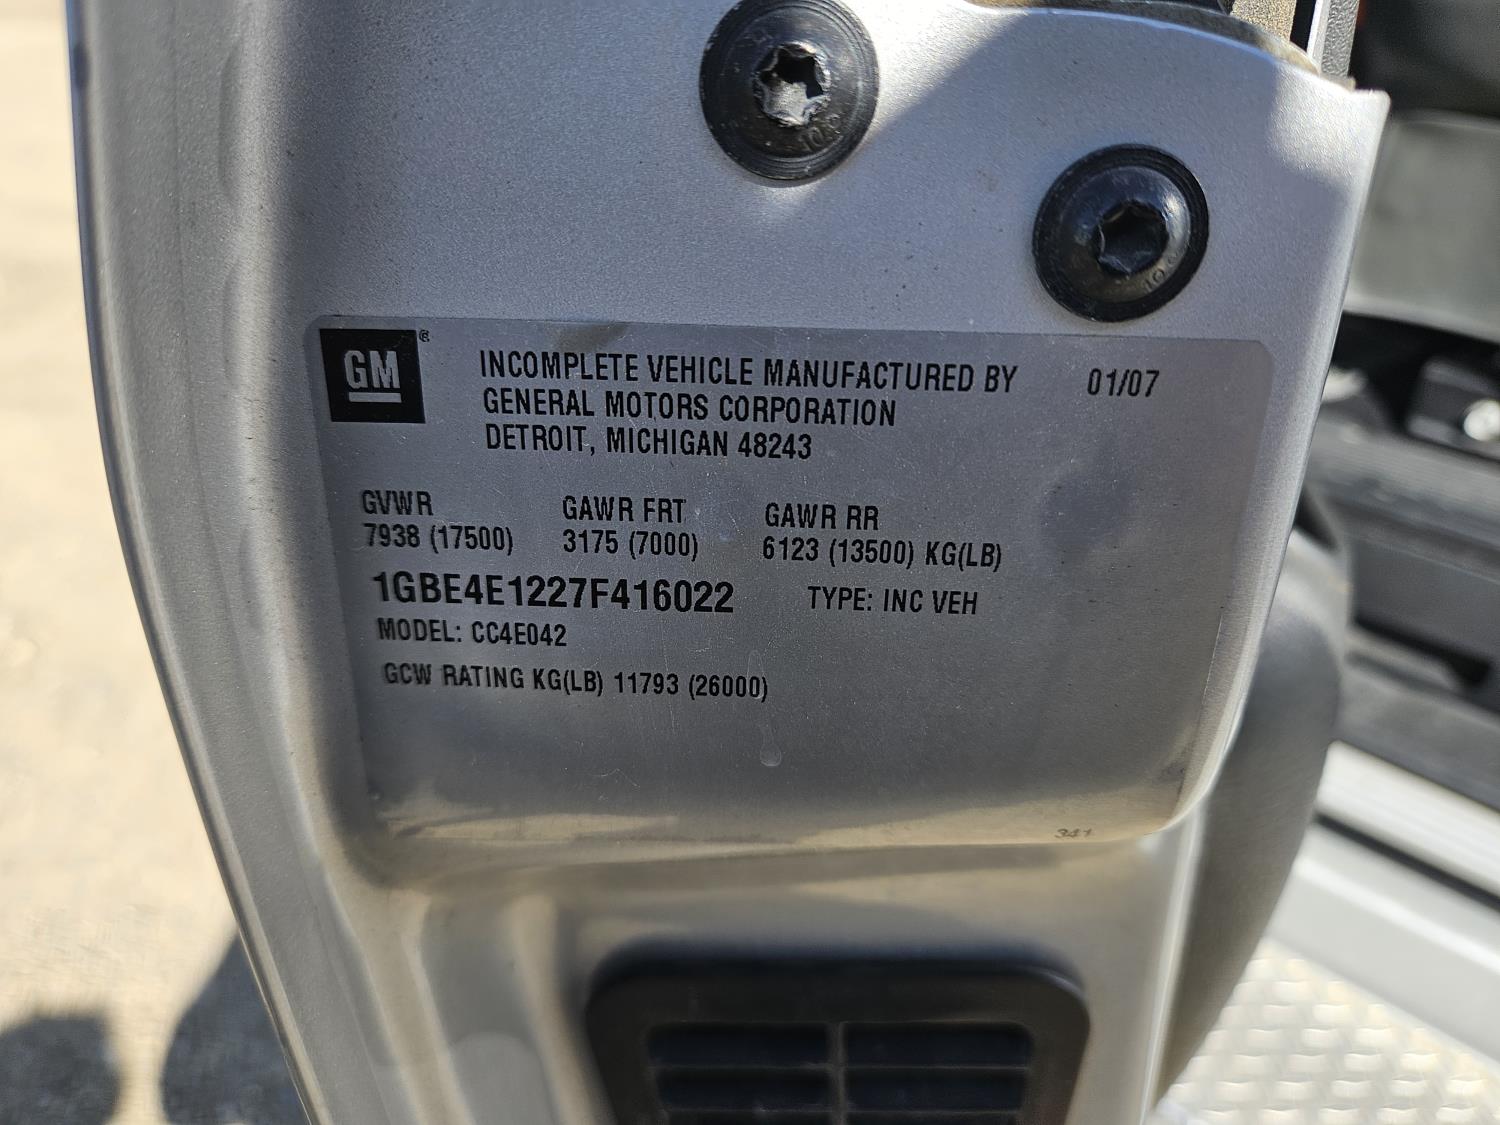 GM®
INCOMPLETE VEHICLE MANUFACTURED BY 01/07
GENERAL MOTORS CORPORATION
DETROIT, MICHIGAN 48243
GVWR GAWR FRT GAWR RR
7938 (17500) 3175 (7000) 6123 (13500) KG(LB)
1GBE4E1227F416022 TYPE: INC VEH
MODEL: CC4E042
GCW RATING KG(LB) 11793 (26000)
341